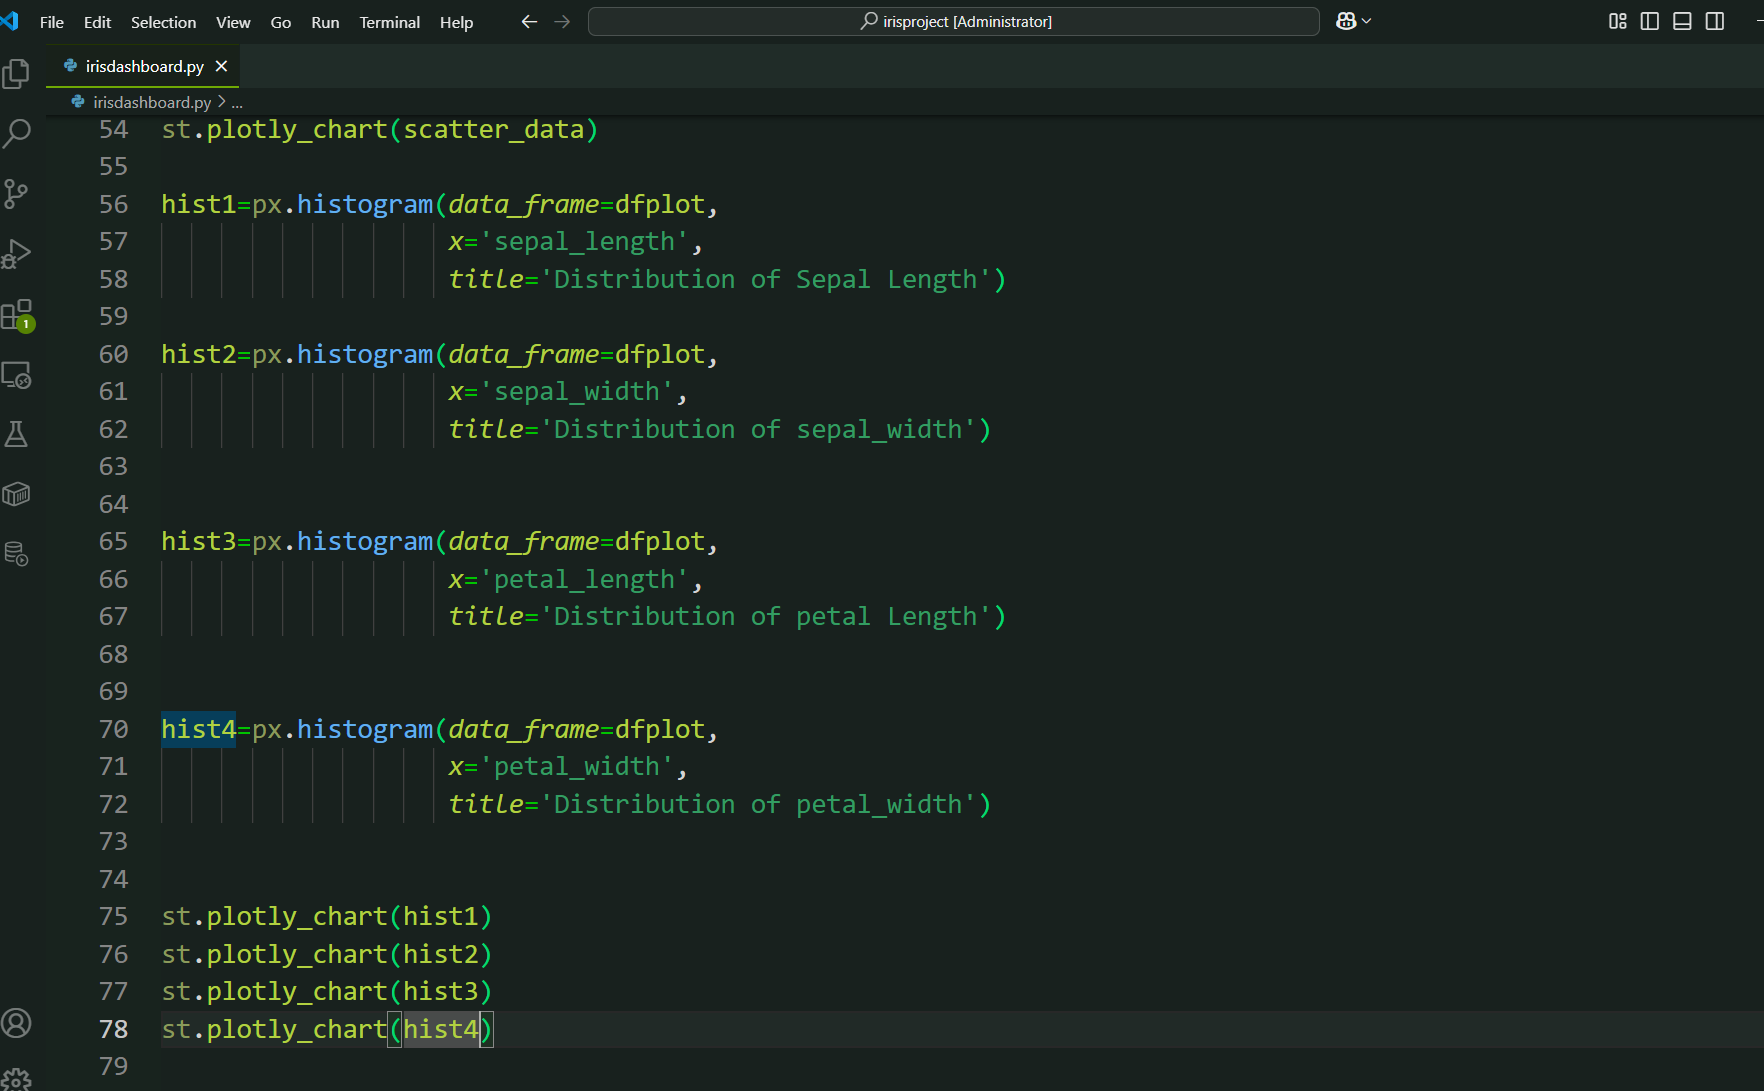 File Edit Selection View Go Run Terminal Help irisproject [Administrator]
irisdashboard.py
irisdashboard.py > ...
54 st.plotly_chart(scatter_data)
55
56 hist1=px.histogram(data_frame=dfplot,
57 x='sepal_length',
58 title='Distribution of Sepal Length')
59
60 hist2=px.histogram(data_frame=dfplot,
61 x='sepal_width',
62 title='Distribution of sepal_width')
63
64
65 hist3=px.histogram(data_frame=dfplot,
66 x='petal_length',
67 title='Distribution of petal Length')
68
69
70 hist4=px.histogram(data_frame=dfplot,
71 x='petal_width',
72 title='Distribution of petal_width')
73
74
75 st.plotly_chart(hist1)
76 st.plotly_chart(hist2)
77 st.plotly_chart(hist3)
78 st.plotly_chart(hist4)
79
1